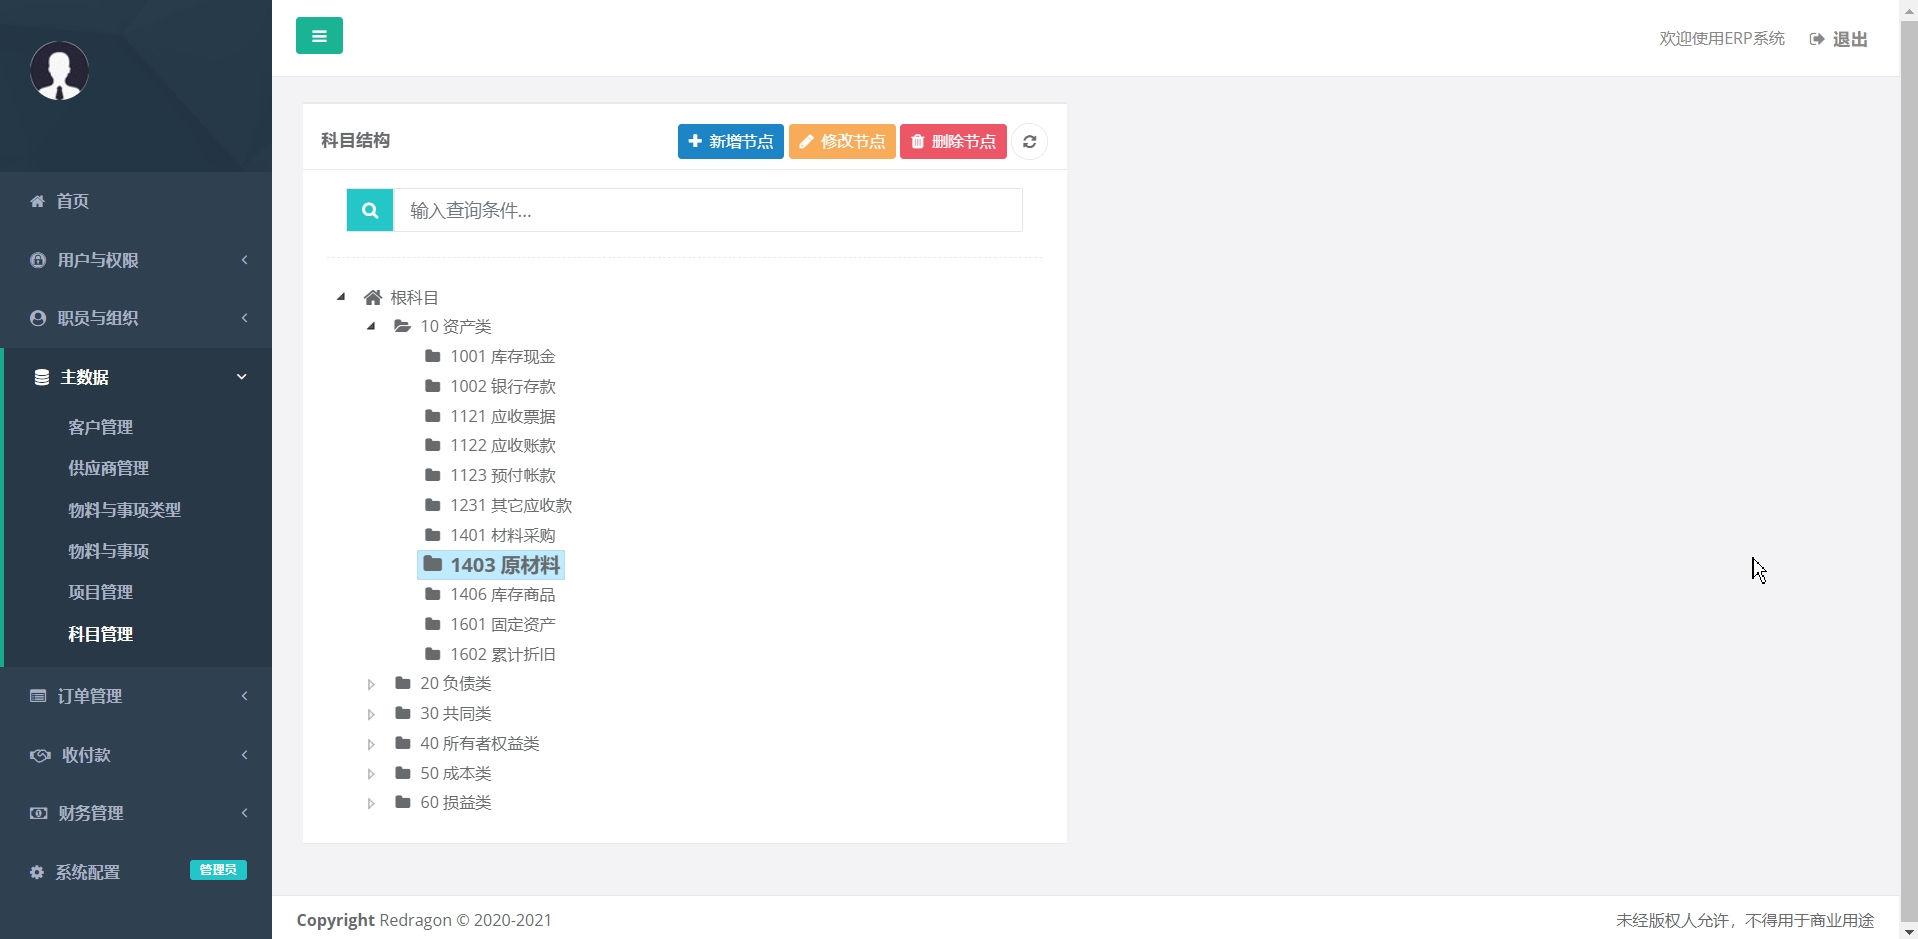 欢迎使用ERP系统 退出
首页
用户与权限
职员与组织
主数据
客户管理
供应商管理
物料与事项类型
物料与事项
项目管理
科目管理
订单管理
收付款
财务管理
系统配置 管理员
科目结构 新增节点 修改节点 删除节点
输入查询条件...
根科目
10 资产类
1001 库存现金
1002 银行存款
1121 应收票据
1122 应收账款
1123 预付帐款
1231 其它应收款
1401 材料采购
1403 原材料
1406 库存商品
1601 固定资产
1602 累计折旧
20 负债类
30 共同类
40 所有者权益类
50 成本类
60 损益类
Copyright Redragon © 2020-2021 未经版权人允许，不得用于商业用途